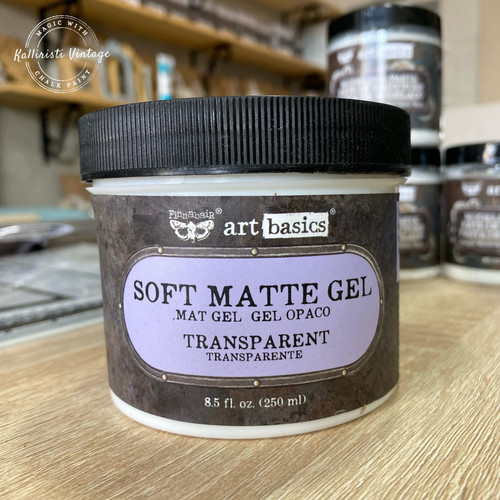 MAGIC WITH
Kalliristi Vintage
CHALK PAINT
Finnabair®
art basics®
SOFT MATTE GEL
MAT GEL GEL OPACO
TRANSPARENT
TRANSPARENTE
8.5 fl. oz. (250 ml)